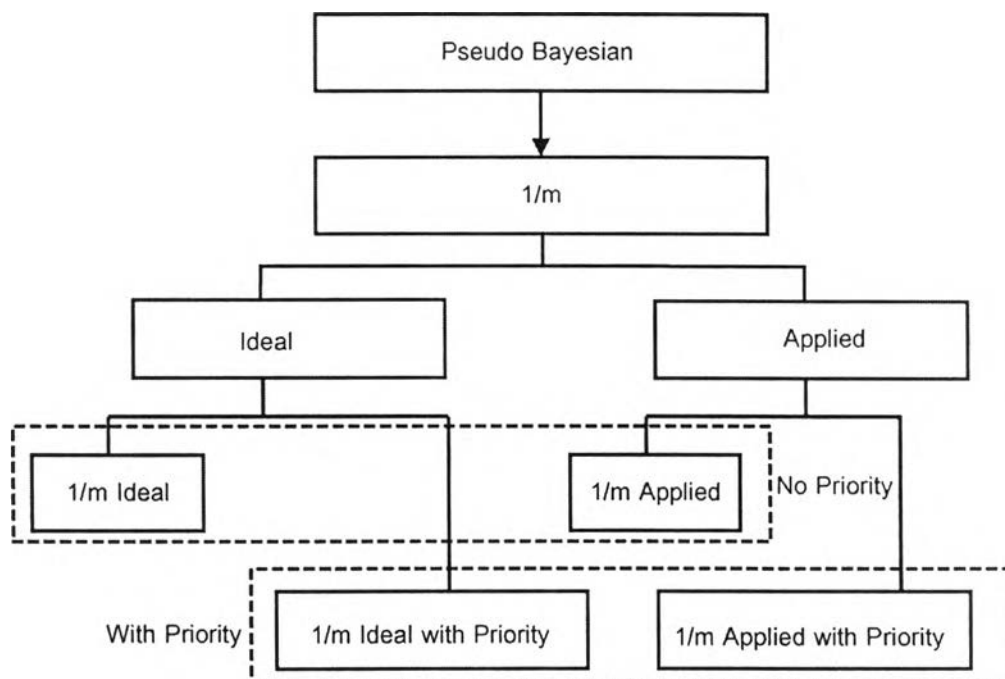 Pseudo Bayesian
1/m
Ideal
Applied
1/m Ideal
1/m Applied
No Priority
With Priority
1/m Ideal with Priority
1/m Applied with Priority